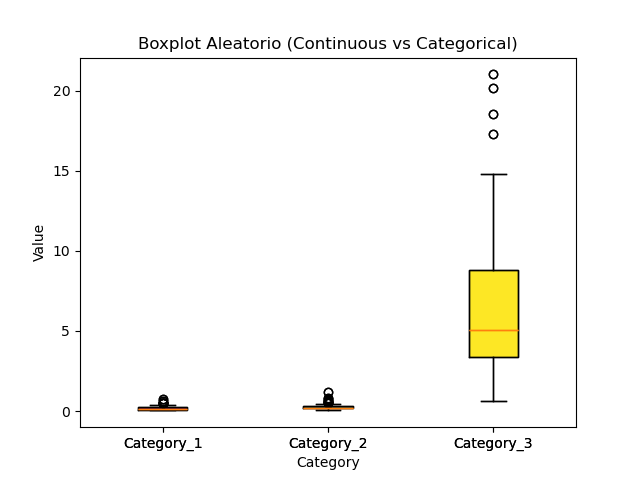 Boxplot Aleatorio (Continuous vs Categorical)
20
15
10
5
0
Value
Category_1 Category_2 Category_3
Category